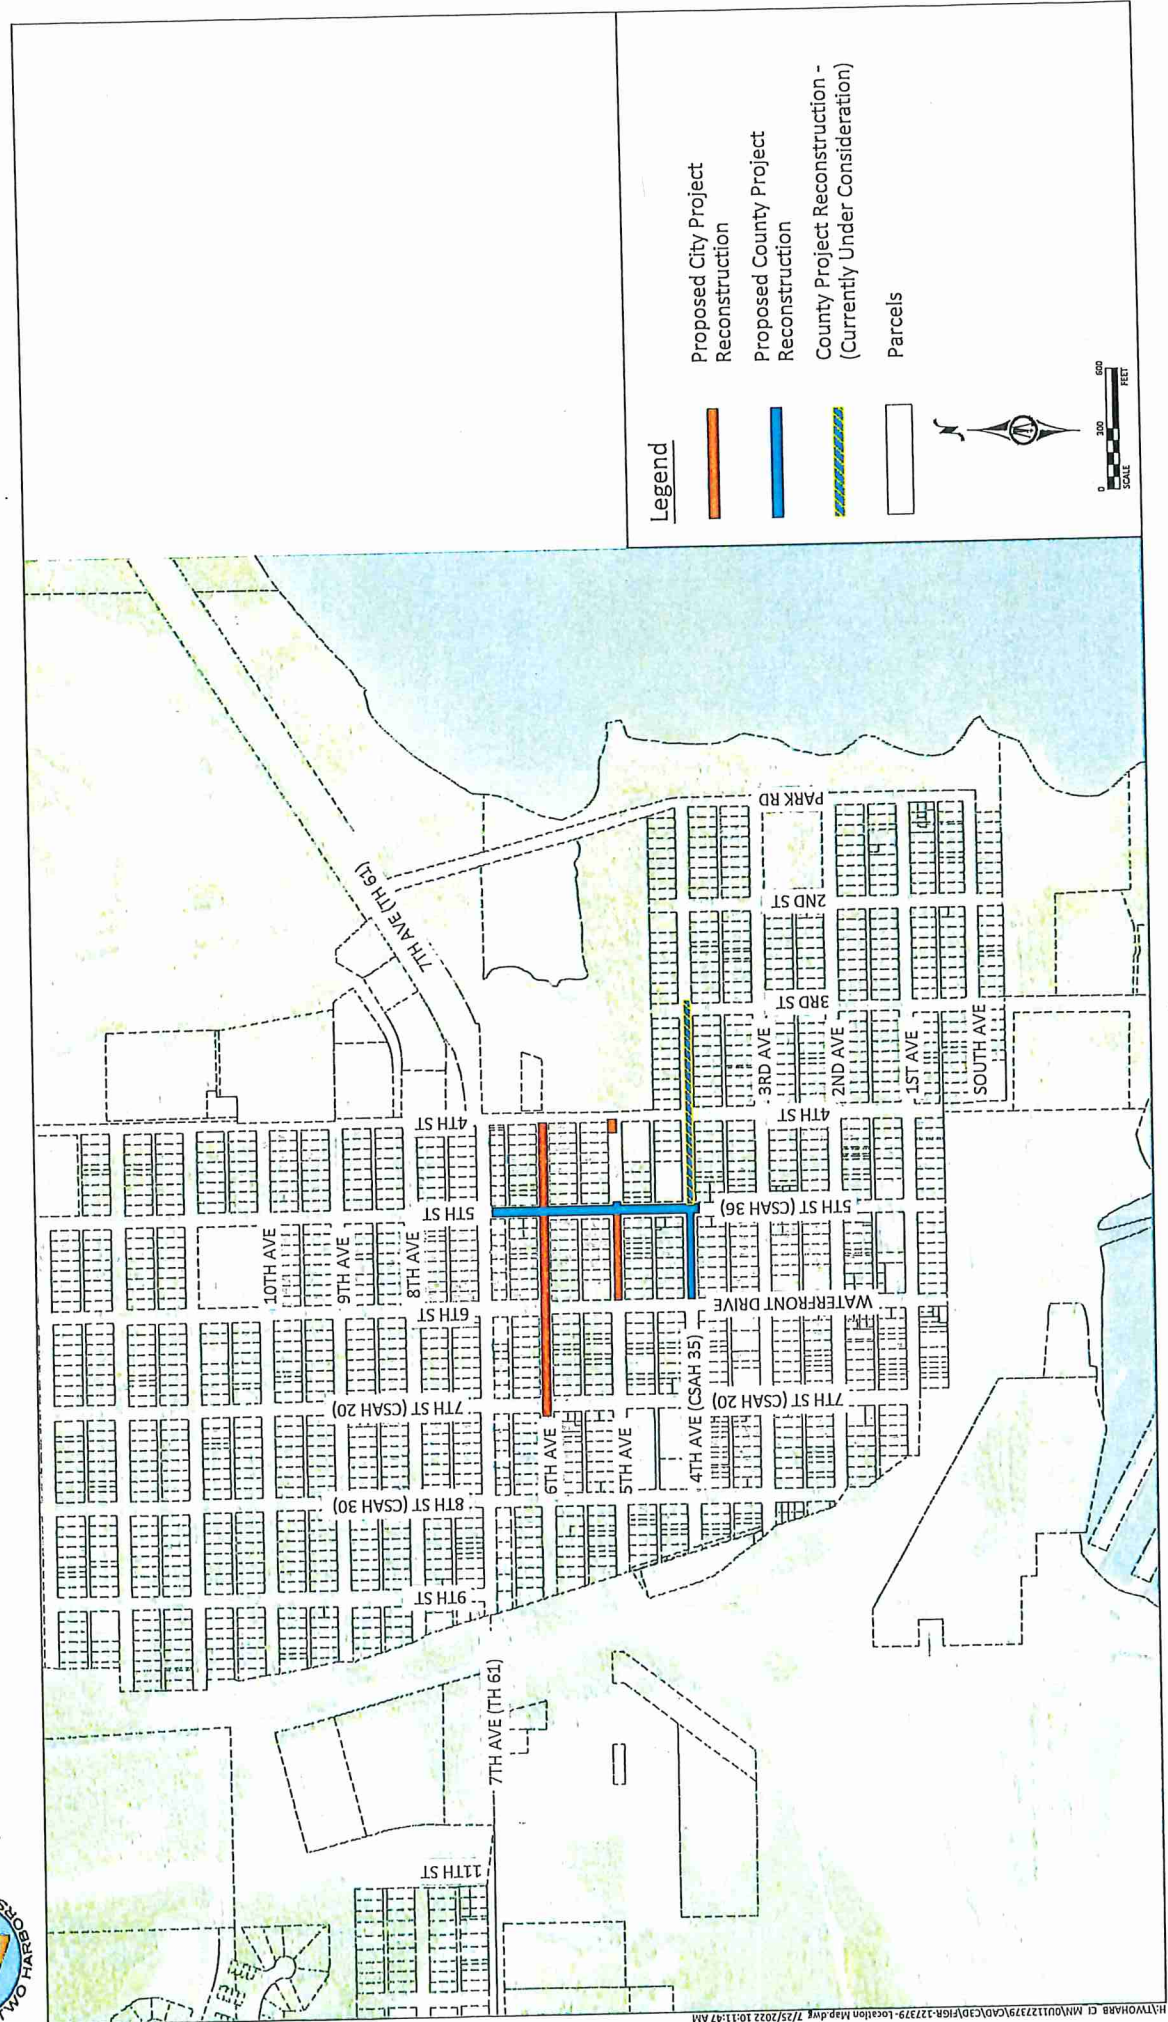 TWO HARBORS
10TH AVE
9TH AVE
8TH AVE
7TH AVE (TH 61)
7TH AVE (TH 61)
6TH AVE
5TH AVE
4TH AVE (CSAH 35)
3RD AVE
2ND AVE
1ST AVE
SOUTH AVE
11TH ST
9TH ST
8TH ST (CSAH 30)
7TH ST (CSAH 20)
7TH ST (CSAH 20)
6TH ST
WATERFRONT DRIVE
5TH ST
5TH ST (CSAH 36)
4TH ST
4TH ST
3RD ST
2ND ST
PARK RD
Legend
Proposed City Project
Reconstruction
Proposed County Project
Reconstruction
County Project Reconstruction -
(Currently Under Consideration)
Parcels
N
0 300 600
SCALE FEET
H:\TWOHARB_CI_MN\0U1127379\CAD\C3D\FIGR-127379-Location Map.dwg 7/25/2022 10:11:47 AM